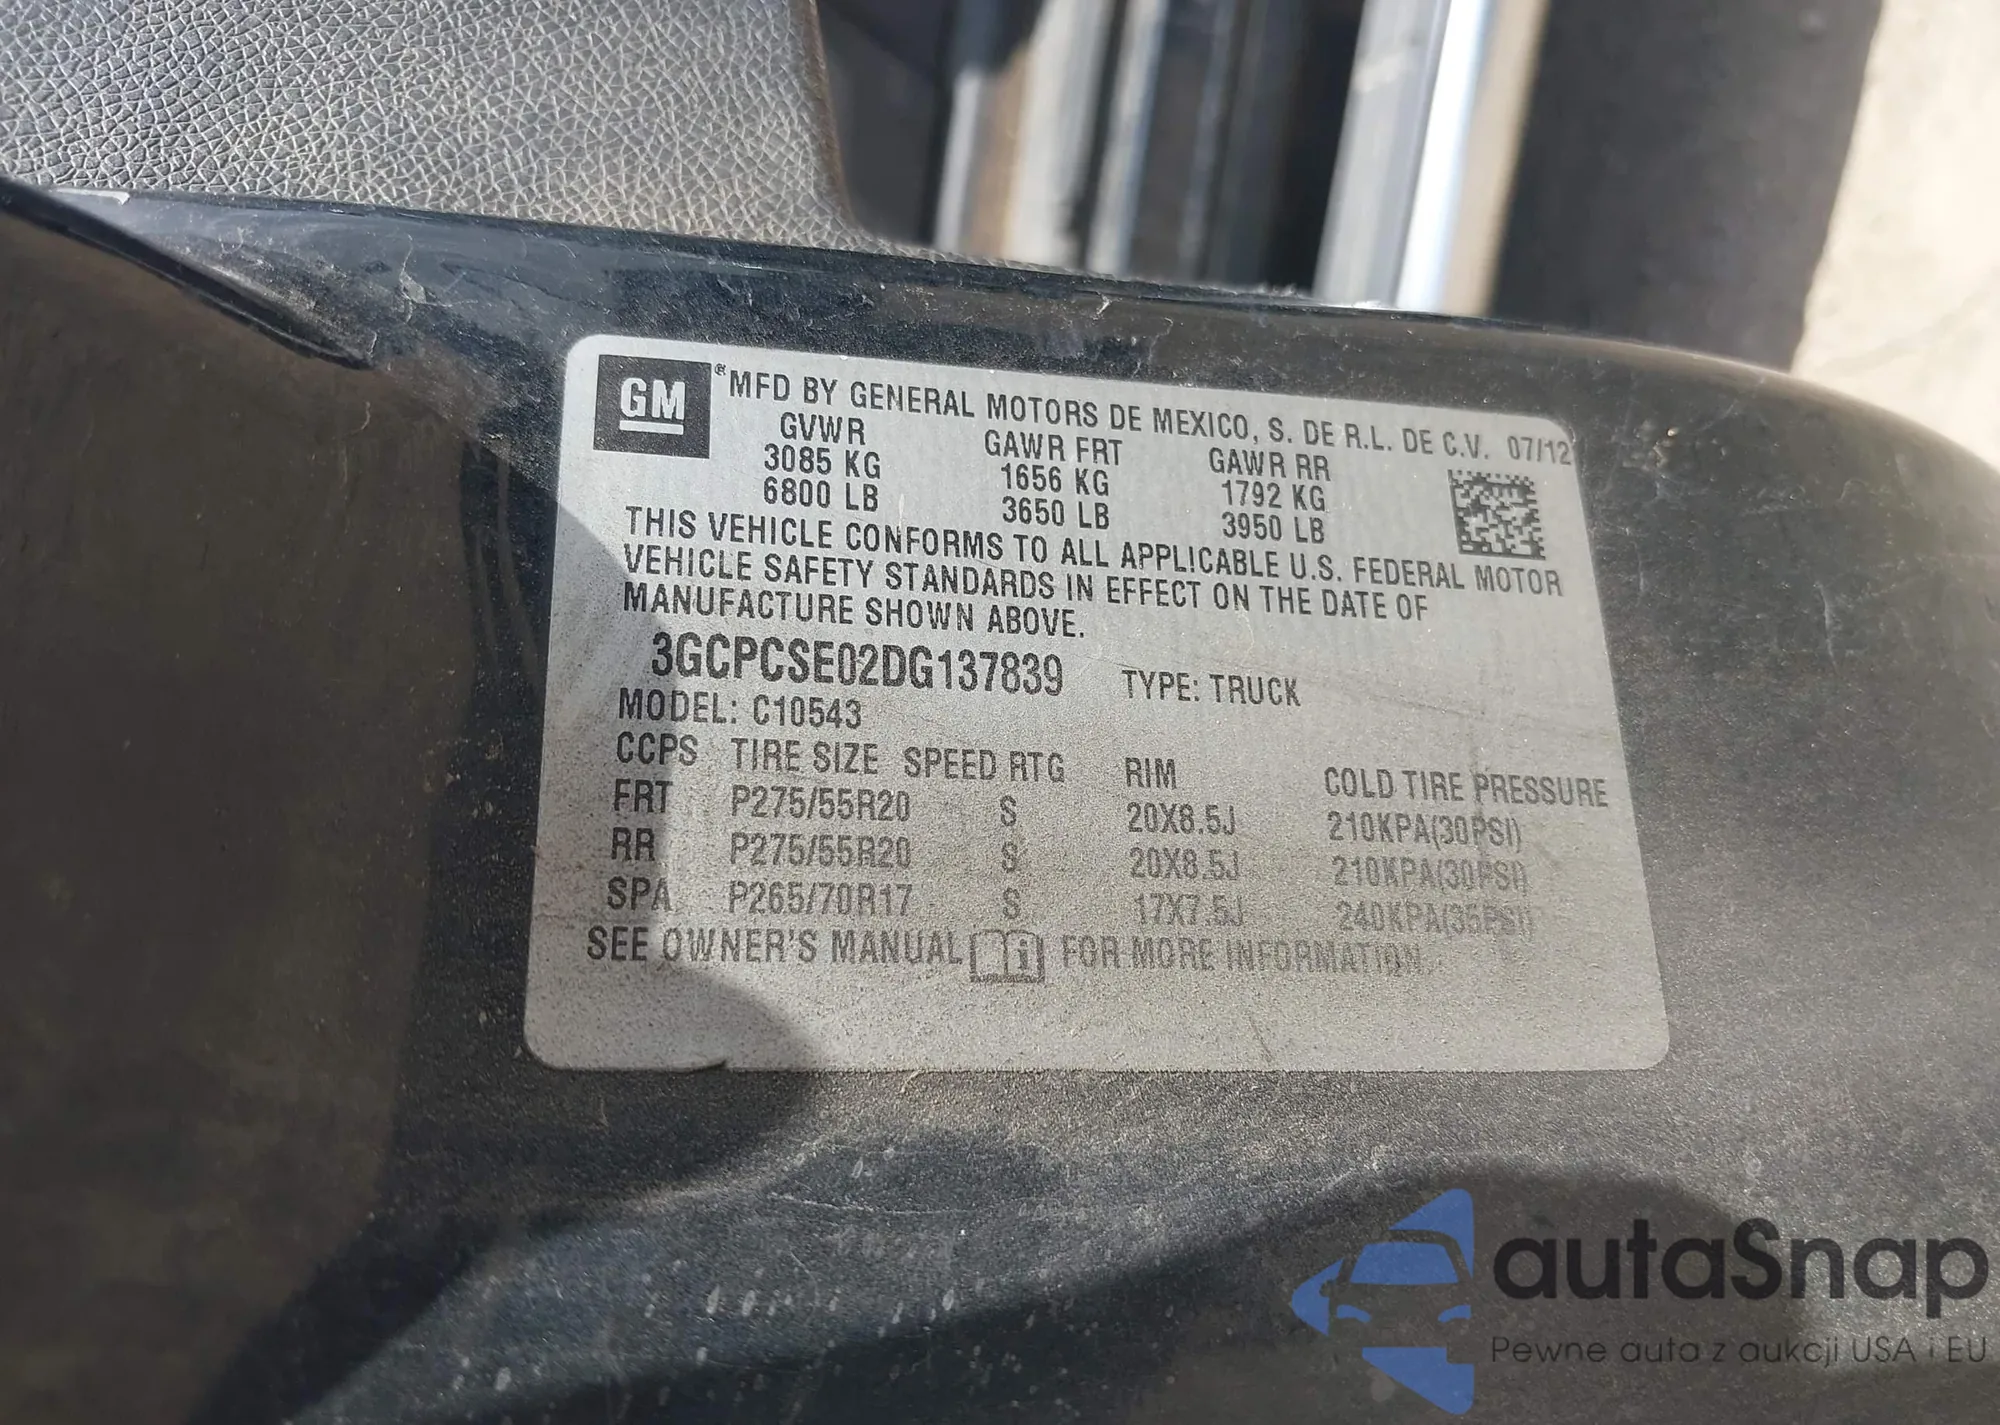 GM ® MFD BY GENERAL MOTORS DE MEXICO, S. DE R.L. DE C.V. 07/12
GVWR GAWR FRT GAWR RR
3085 KG 1656 KG 1792 KG
6800 LB 3650 LB 3950 LB
THIS VEHICLE CONFORMS TO ALL APPLICABLE U.S. FEDERAL MOTOR
VEHICLE SAFETY STANDARDS IN EFFECT ON THE DATE OF
MANUFACTURE SHOWN ABOVE.
3GCPCSE02DG137839 TYPE: TRUCK
MODEL: C10543
CCPS TIRE SIZE SPEED RTG RIM COLD TIRE PRESSURE
FRT P275/55R20 S 20X8.5J 210KPA(30PSI)
RR P275/55R20 S 20X8.5J 210KPA(30PSI)
SPA P265/70R17 S 17X7.5J 240KPA(35PSI)
SEE OWNER'S MANUAL FOR MORE INFORMATION.
autaSnap
Pewne auta z aukcji USA i EU